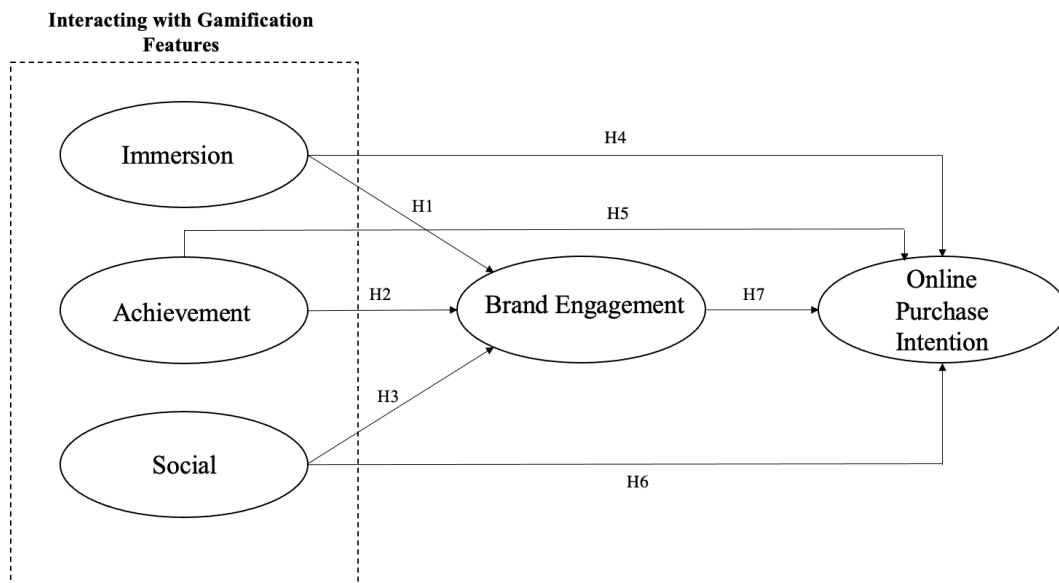 Interacting with Gamification
Features
Immersion
H4
H1
H5
Achievement
H2
Brand Engagement
H7
Online
Purchase
Intention
H3
Social
H6